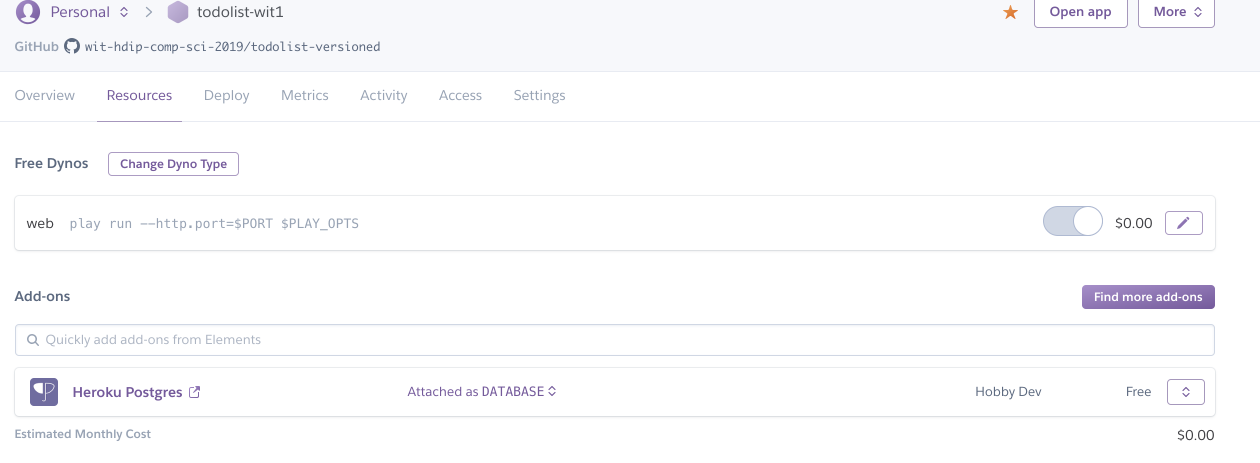 Personal todolist-wit1 Open app More
GitHub wit-hdip-comp-sci-2019/todolist-versioned
Overview Resources Deploy Metrics Activity Access Settings
Free Dynos Change Dyno Type
web play run --http.port=$PORT $PLAY_OPTS $0.00
Add-ons Find more add-ons
Quickly add add-ons from Elements
Heroku Postgres Attached as DATABASE Hobby Dev Free
Estimated Monthly Cost $0.00